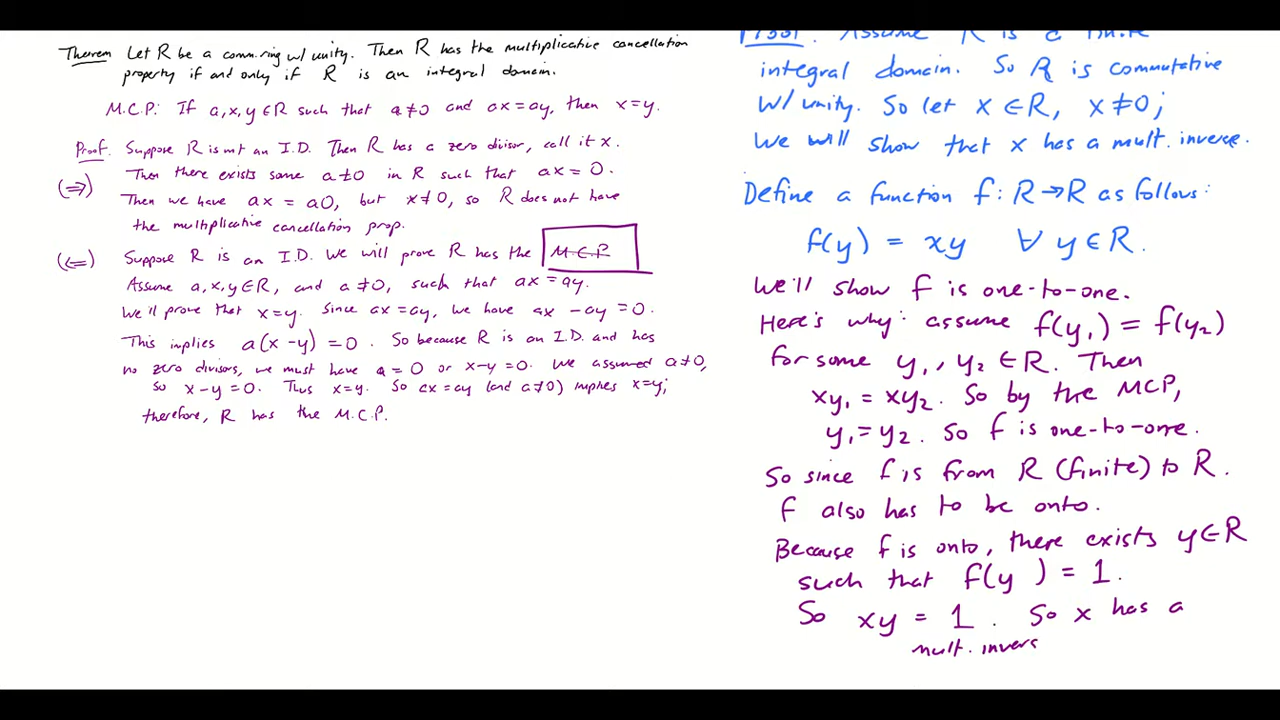 Theorem Let R be a comm. ring w/ unity. Then R has the multiplicative cancellation
property if and only if R is an integral domain.
M.C.P: If a, x, y ∈ R such that a ≠ 0 and ax = ay, then x = y.
Proof. Suppose R is not an I.D. Then R has a zero divisor, call it x.
(⇒) Then there exists some a ≠ 0 in R such that ax = 0.
Then we have ax = a0, but x ≠ 0, so R does not have
the multiplicative cancellation prop.
(⇐) Suppose R is an I.D. We will prove R has the M.C.P.
Assume a, x, y ∈ R, and a ≠ 0, such that ax = ay.
We'll prove that x = y. Since ax = ay, we have ax - ay = 0.
This implies a(x - y) = 0. So because R is an I.D. and has
no zero divisors, we must have a = 0 or x-y = 0. We assumed a ≠ 0,
so x - y = 0. Thus x = y. So ax = ay (and a ≠ 0) implies x = y;
therefore, R has the M.C.P.
Proof. Assume R is a finite
integral domain. So R is commutative
w/ unity. So let x ∈ R, x ≠ 0;
We will show that x has a mult. inverse.
Define a function f: R → R as follows:
f(y) = xy ∀ y ∈ R.
We'll show f is one-to-one.
Here's why: assume f(y₁) = f(y₂)
for some y₁, y₂ ∈ R. Then
xy₁ = xy₂. So by the MCP,
y₁ = y₂. So f is one-to-one.
So since f is from R (finite) to R.
f also has to be onto.
Because f is onto, there exists y ∈ R
such that f(y ) = 1.
So xy = 1. So x has a
mult. invers